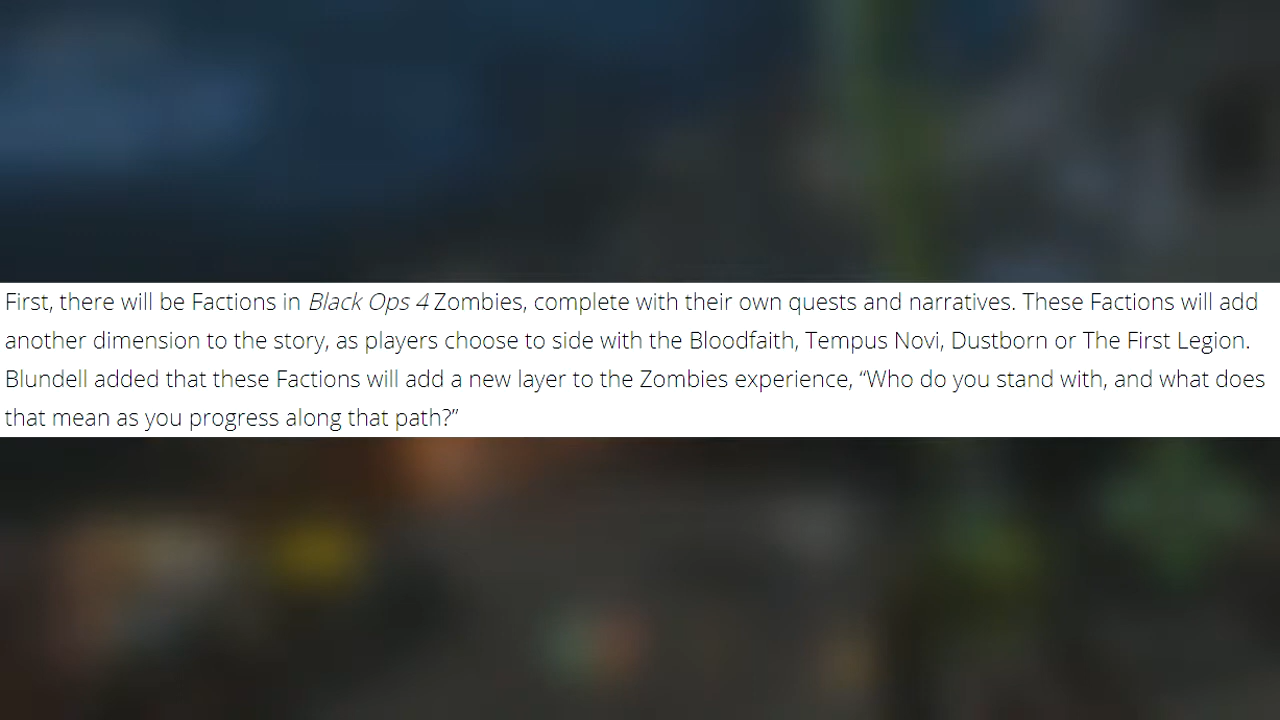 First, there will be Factions in Black Ops 4 Zombies, complete with their own quests and narratives. These Factions will add
another dimension to the story, as players choose to side with the Bloodfaith, Tempus Novi, Dustborn or The First Legion.
Blundell added that these Factions will add a new layer to the Zombies experience, “Who do you stand with, and what does
that mean as you progress along that path?”